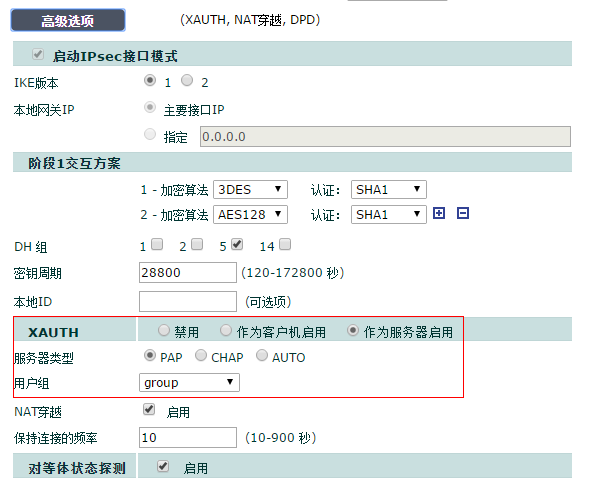 高级选项 （XAUTH, NAT穿越, DPD）
启动IPsec接口模式
IKE版本 1 2
本地网关IP 主要接口IP
指定 0.0.0.0
阶段1交互方案
1 - 加密算法 3DES 认证： SHA1
2 - 加密算法 AES128 认证： SHA1
DH 组 1 2 5 14
密钥周期 28800 （120-172800 秒）
本地ID （可选项）
XAUTH 禁用 作为客户机启用 作为服务器启用
服务器类型 PAP CHAP AUTO
用户组 group
NAT穿越 启用
保持连接的频率 10 （10-900 秒）
对等体状态探测 启用